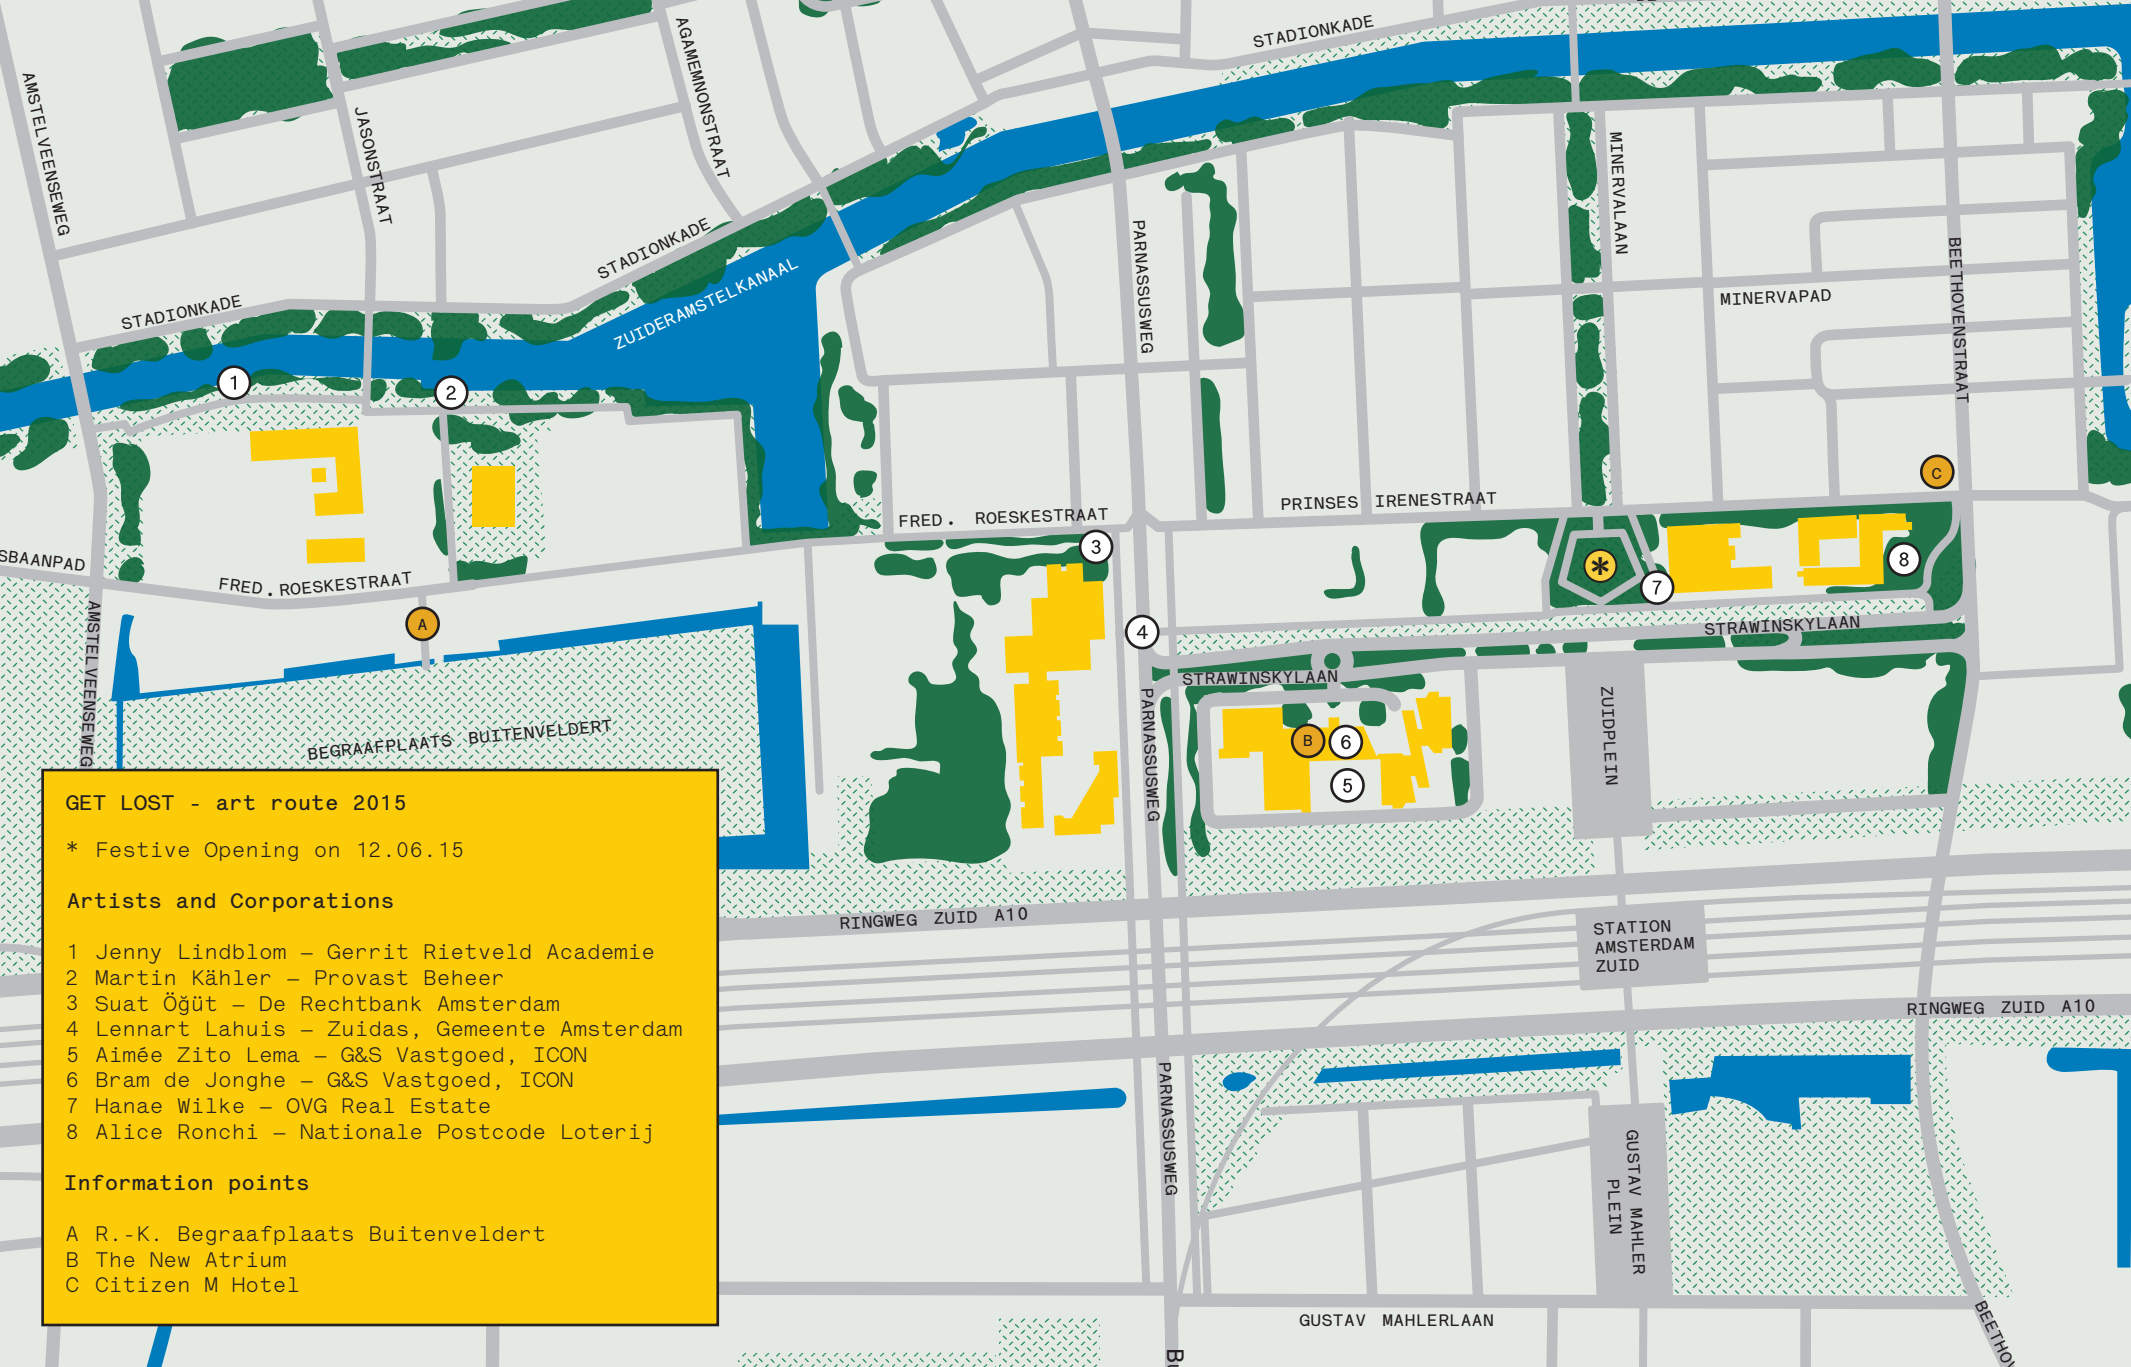 STADIONKADE
AMSTELVEENSEWEG
JASONSTRAAT
AGAMEMNONSTRAAT
STADIONKADE
STADIONKADE
ZUIDERAMSTELKANAAL
PARNASSUSWEG
MINERVALAAN
BEETHOVENSTRAAT
MINERVAPAD
1
2
C
PRINSES IRENESTRAAT
FRED. ROESKESTRAAT
3
SBAANPAD
FRED. ROESKESTRAAT
*
7
8
A
4
STRAWINSKYLAAN
STRAWINSKYLAAN
AMSTELVEENSEWEG
PARNASSUSWEG
ZUIDPLEIN
BEGRAAFPLAATS BUITENVELDERT
B
6
5
GET LOST - art route 2015
* Festive Opening on 12.06.15
Artists and Corporations
1 Jenny Lindblom – Gerrit Rietveld Academie
2 Martin Kähler – Provast Beheer
3 Suat Öğüt – De Rechtbank Amsterdam
4 Lennart Lahuis – Zuidas, Gemeente Amsterdam
5 Aimée Zito Lema – G&S Vastgoed, ICON
6 Bram de Jonghe – G&S Vastgoed, ICON
7 Hanae Wilke – OVG Real Estate
8 Alice Ronchi – Nationale Postcode Loterij
Information points
A R.-K. Begraafplaats Buitenveldert
B The New Atrium
C Citizen M Hotel
RINGWEG ZUID A10
STATION
AMSTERDAM
ZUID
RINGWEG ZUID A10
PARNASSUSWEG
GUSTAV MAHLER
PLEIN
GUSTAV MAHLERLAAN
BEETHOV
Bu